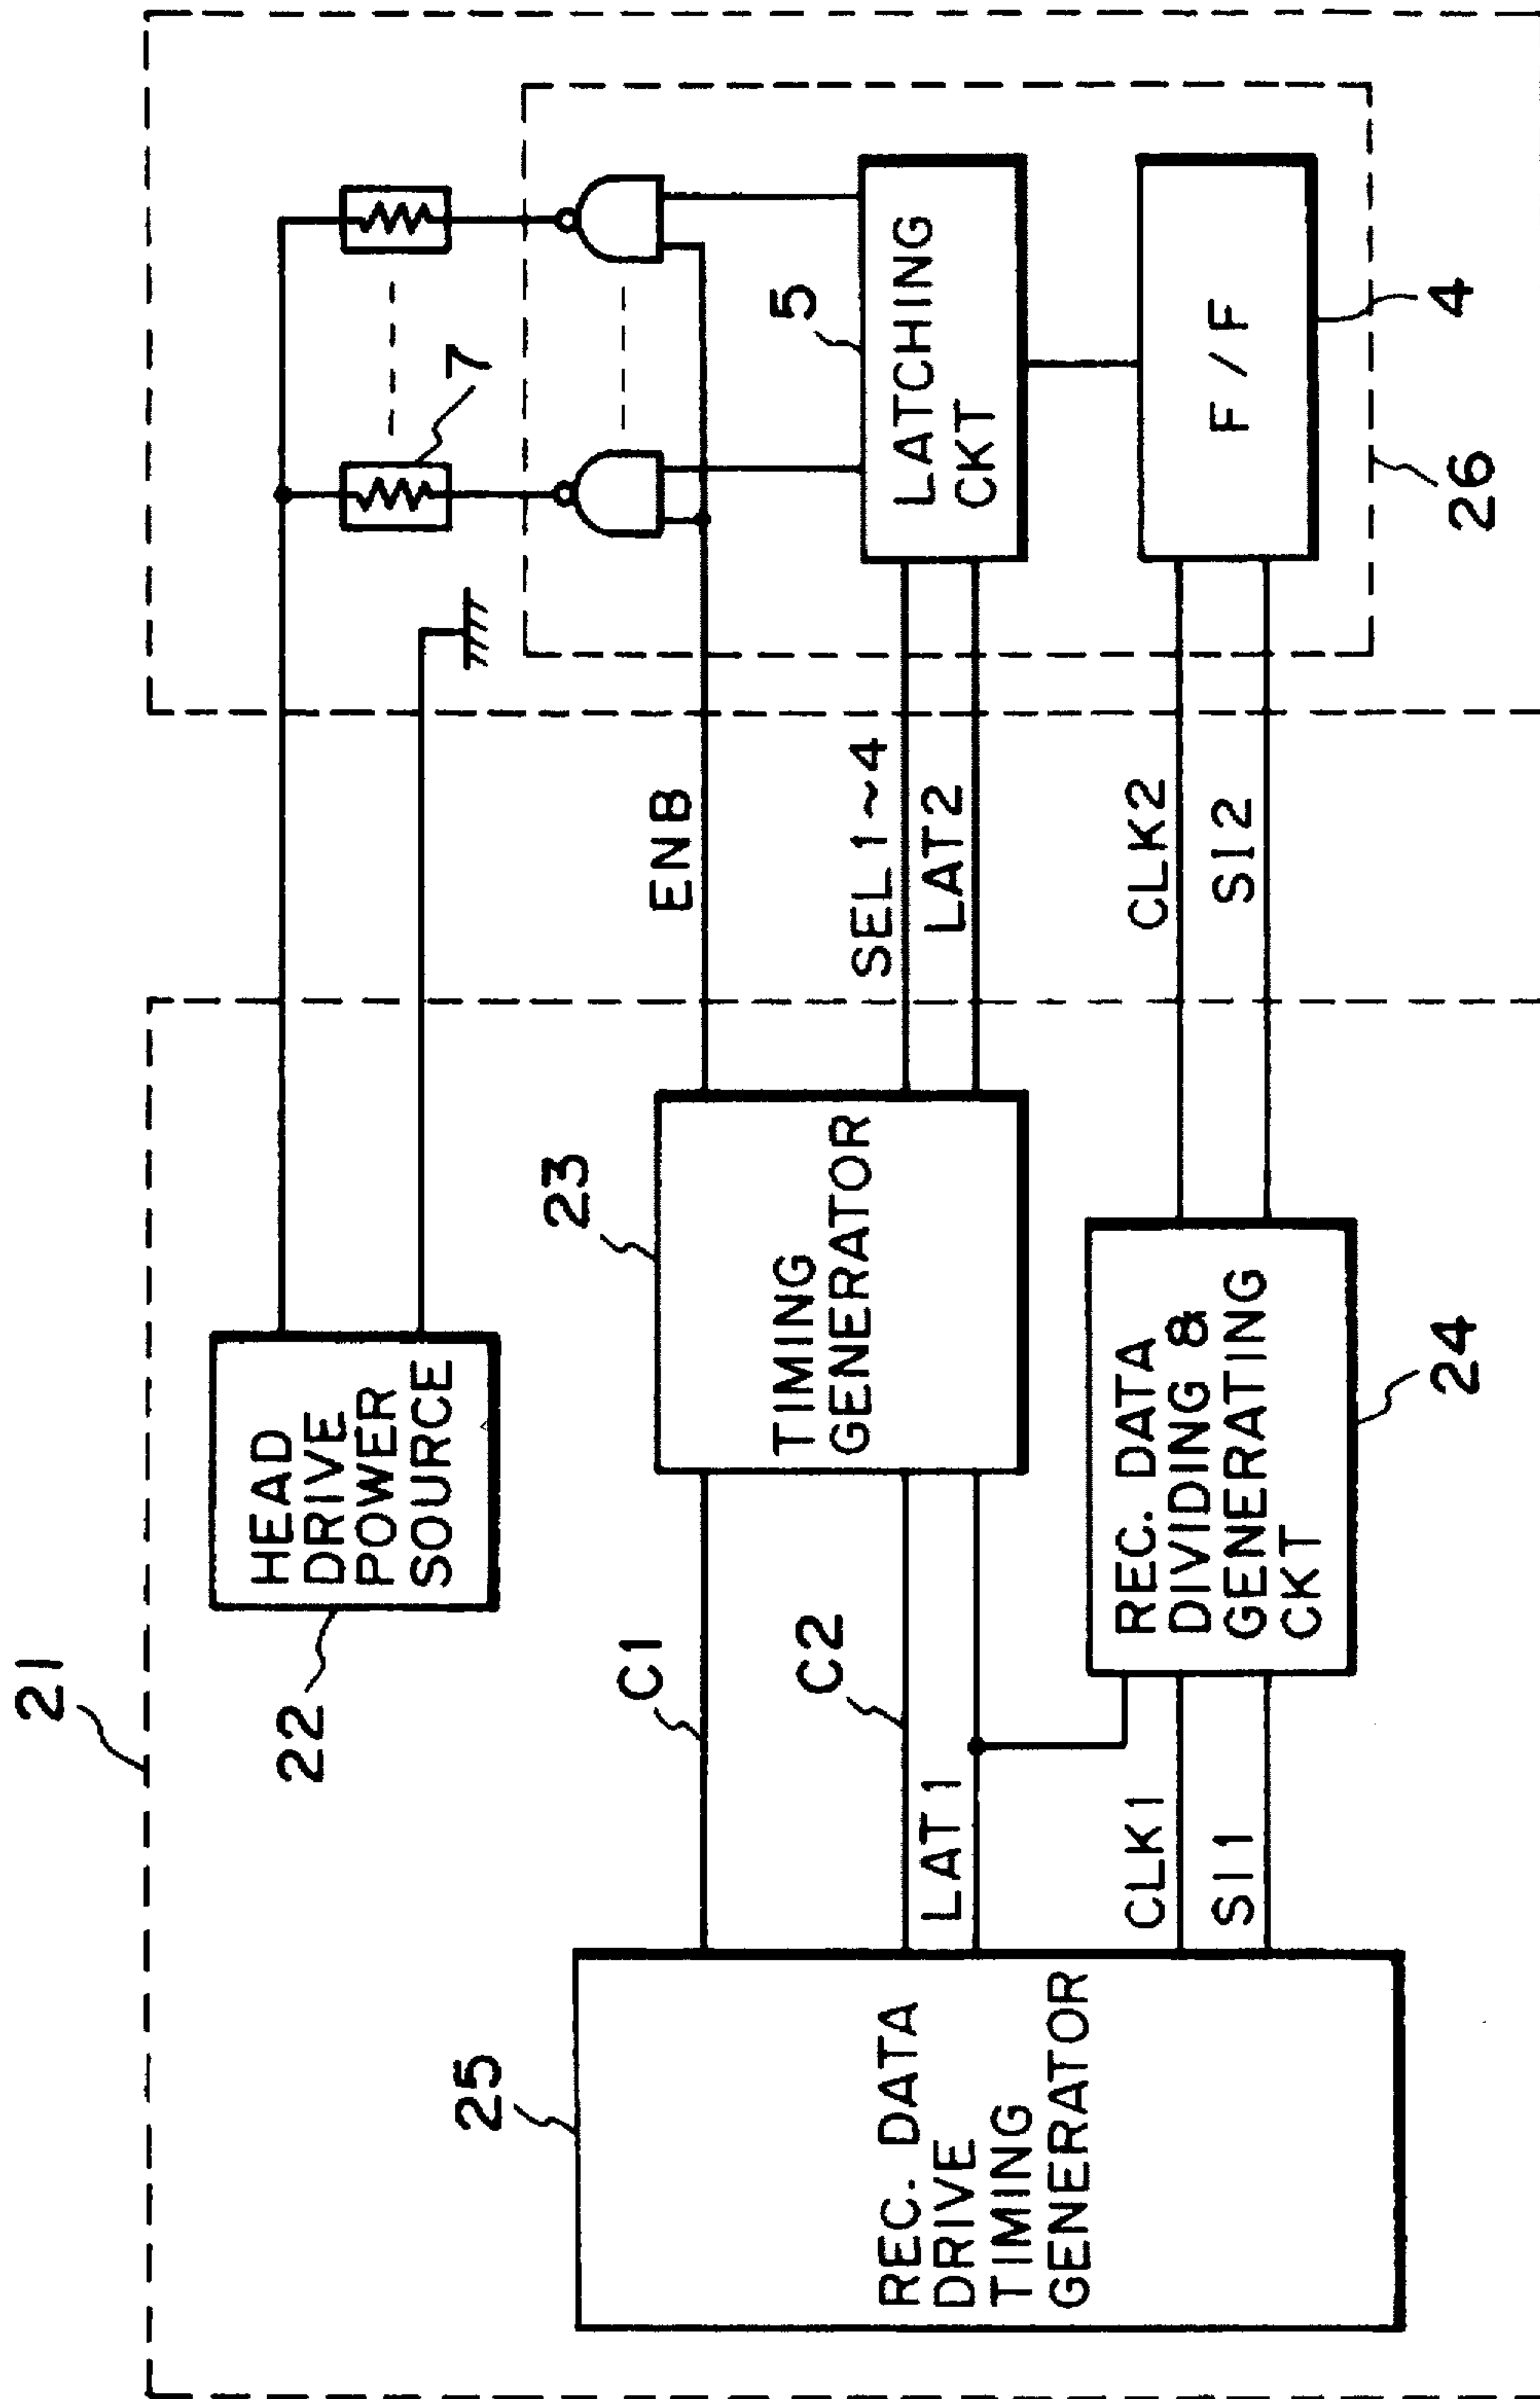 21
22
HEAD
DRIVE
POWER
SOURCE
7
25
REC. DATA
DRIVE
TIMING
GENERATOR
C1
C2
LAT1
CLK1
SI1
23
TIMING
GENERATOR
REC. DATA
DIVIDING &
GENERATING
CKT
24
ENB
SEL1~4
LAT2
CLK2
SI2
5
LATCHING
CKT
F/F
4
26